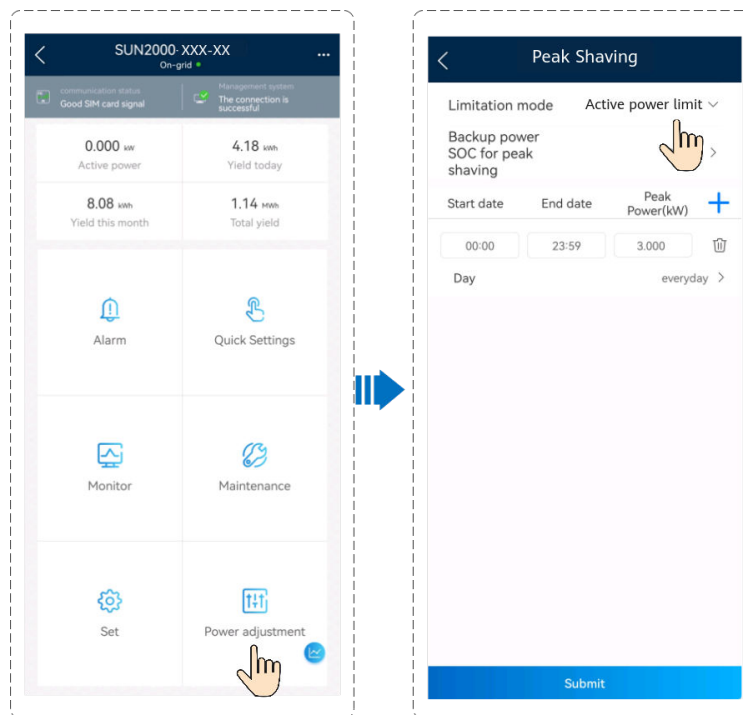 SUN2000- XXX-XX
On-grid
communication status
Good SIM card signal
Management system
The connection is
successful
0.000 kW
Active power
4.18 kWh
Yield today
8.08 kWh
Yield this month
1.14 MWh
Total yield
Alarm
Quick Settings
Monitor
Maintenance
Set
Power adjustment
Peak Shaving
Limitation mode
Active power limit
Backup power
SOC for peak
shaving
Start date
End date
Peak
Power(kW)
00:00
23:59
3.000
Day
everyday
Submit